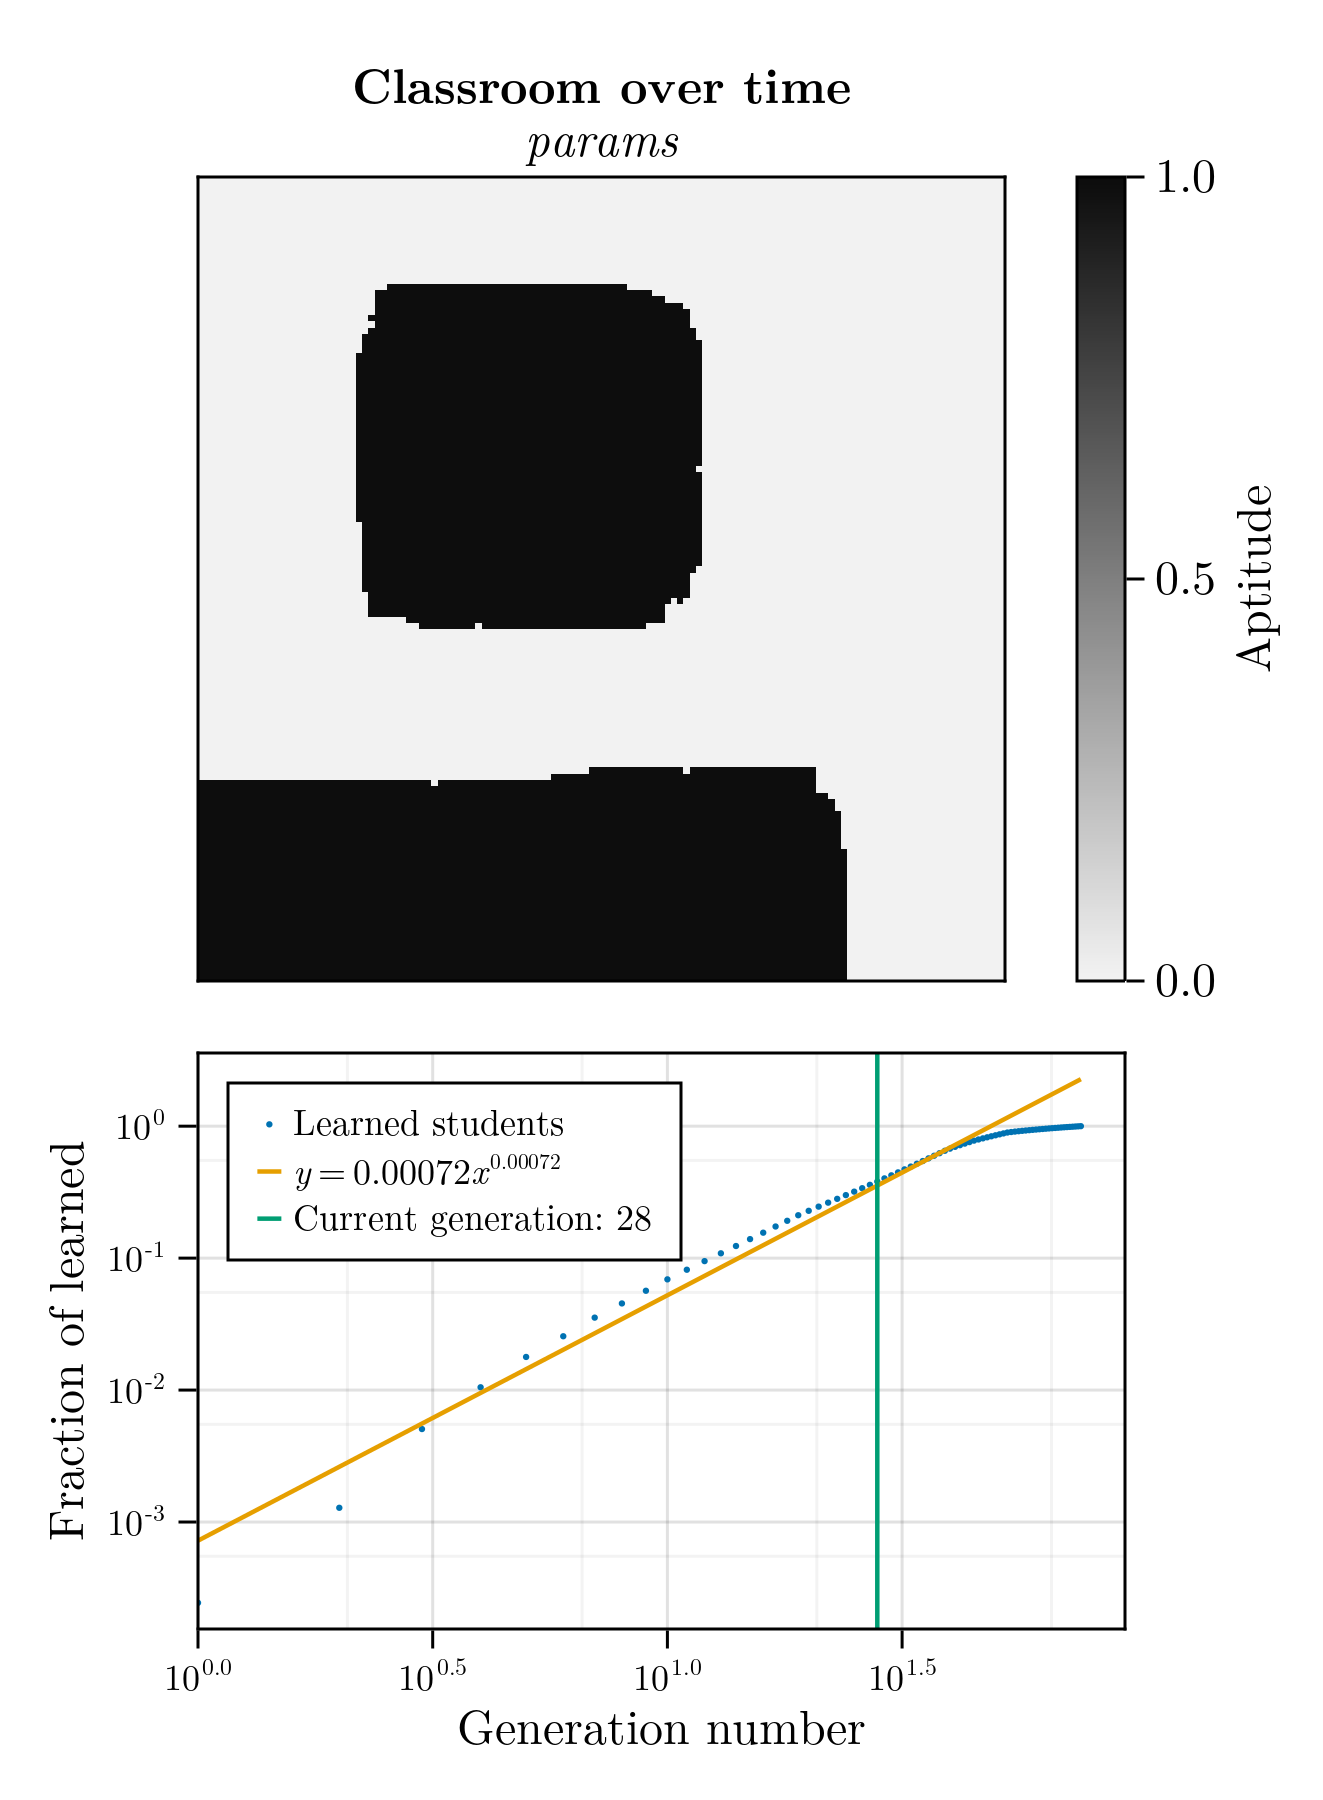 Classroom over time
params
1.0
0.5
0.0
Aptitude
Learned students
y = 0.00072x^0.00072
Current generation: 28
10^0
10^-1
10^-2
10^-3
Fraction of learned
10^0.0 10^0.5 10^1.0 10^1.5
Generation number